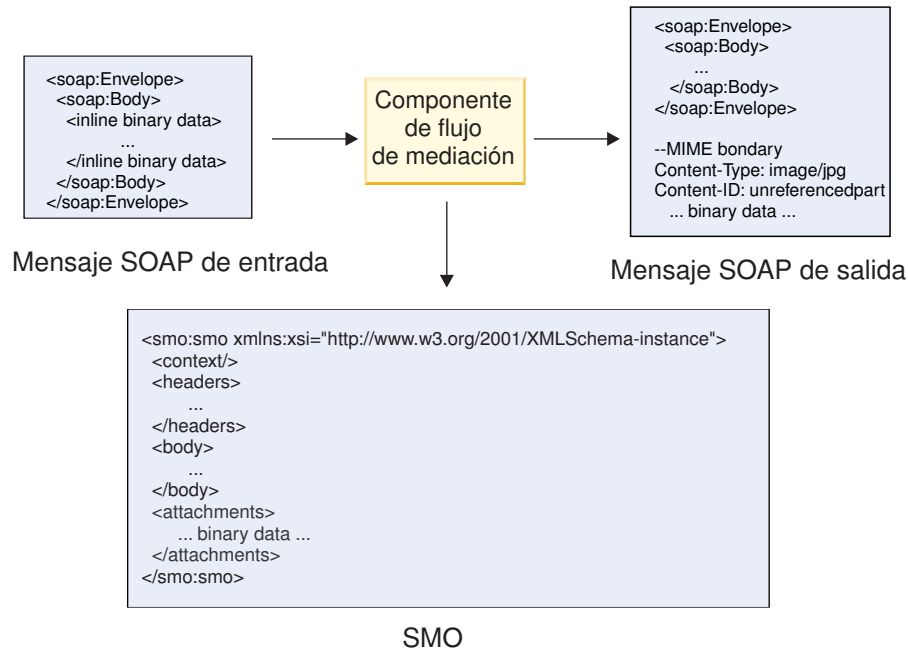 <soap:Envelope>
<soap:Body>
<inline binary data>
...
</inline binary data>
</soap:Body>
</soap:Envelope>
Mensaje SOAP de entrada
Componente
de flujo
de mediación
<soap:Envelope>
<soap:Body>
...
</soap:Body>
</soap:Envelope>
--MIME bondary
Content-Type: image/jpg
Content-ID: unreferencedpart
... binary data ...
Mensaje SOAP de salida
<smo:smo xmlns:xsi="http://www.w3.org/2001/XMLSchema-instance">
<context/>
<headers>
...
</headers>
<body>
...
</body>
<attachments>
... binary data ...
</attachments>
</smo:smo>
SMO